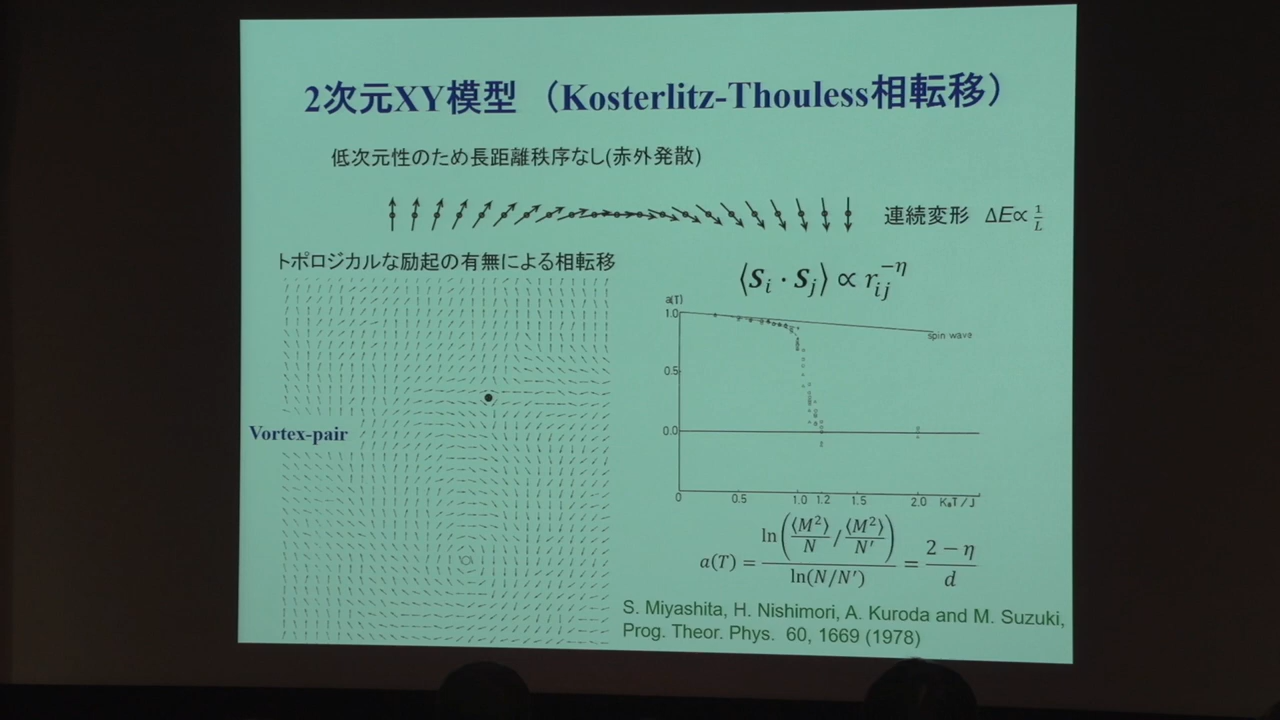 2次元XY模型 （Kosterlitz-Thouless相転移）
低次元性のため長距離秩序なし(赤外発散)
連続変形 ΔE∝ 1/L
トポロジカルな励起の有無による相転移
⟨S_i · S_j⟩ ∝ r_ij^−η
a(T)
1.0
spin wave
0.5
0.0
0 0.5 1.0 1.2 1.5 2.0 K_BT/J
Vortex-pair
a(T) = ln(⟨M²⟩/N / ⟨M²⟩/N′) / ln(N/N′) = (2 − η)/d
S. Miyashita, H. Nishimori, A. Kuroda and M. Suzuki,
Prog. Theor. Phys. 60, 1669 (1978)